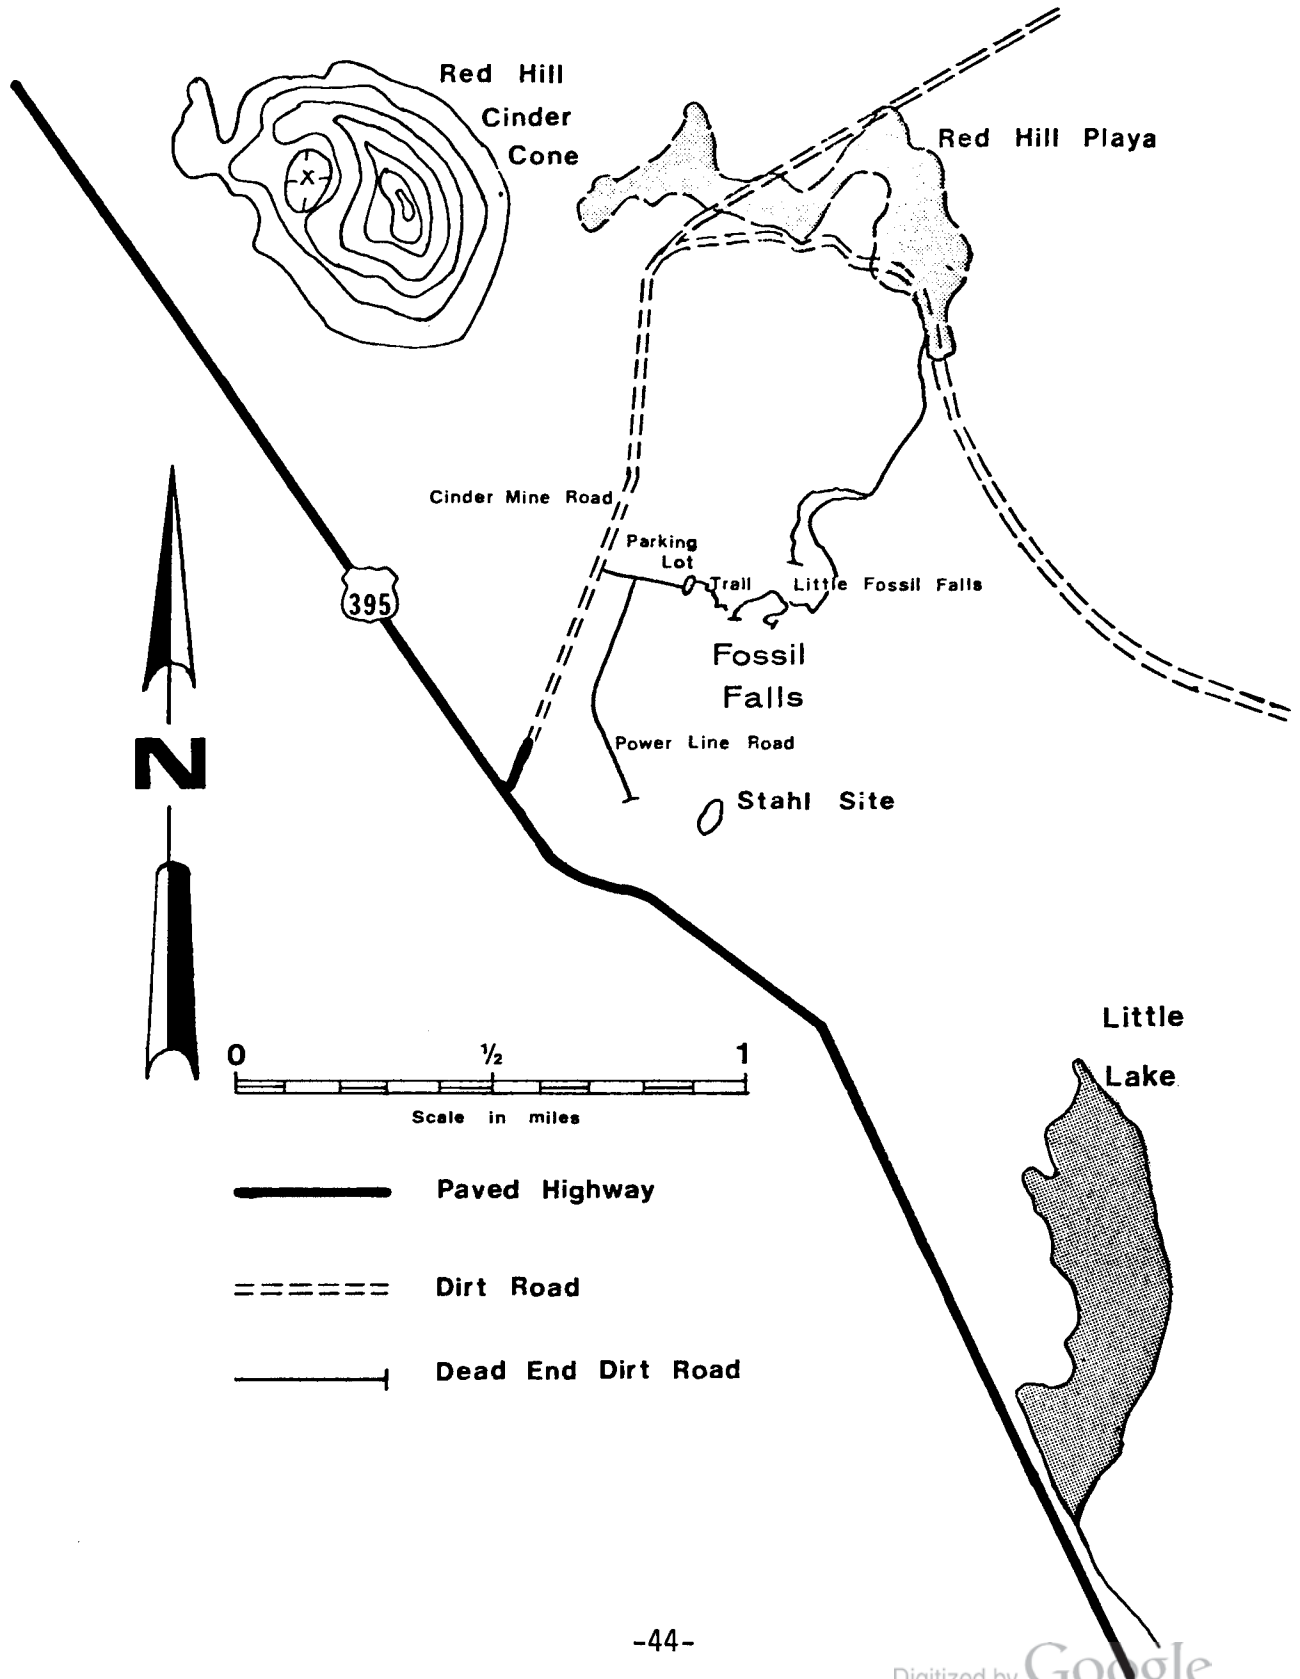 Red Hill
Cinder
Cone
Red Hill Playa
X
Cinder Mine Road
Parking
Lot
Trail
Little Fossil Falls
395
Fossil
Falls
Power Line Road
N
Stahl Site
Little
Lake
0 ½ 1
Scale in miles
Paved Highway
Dirt Road
Dead End Dirt Road
-44-
Digitized by Google